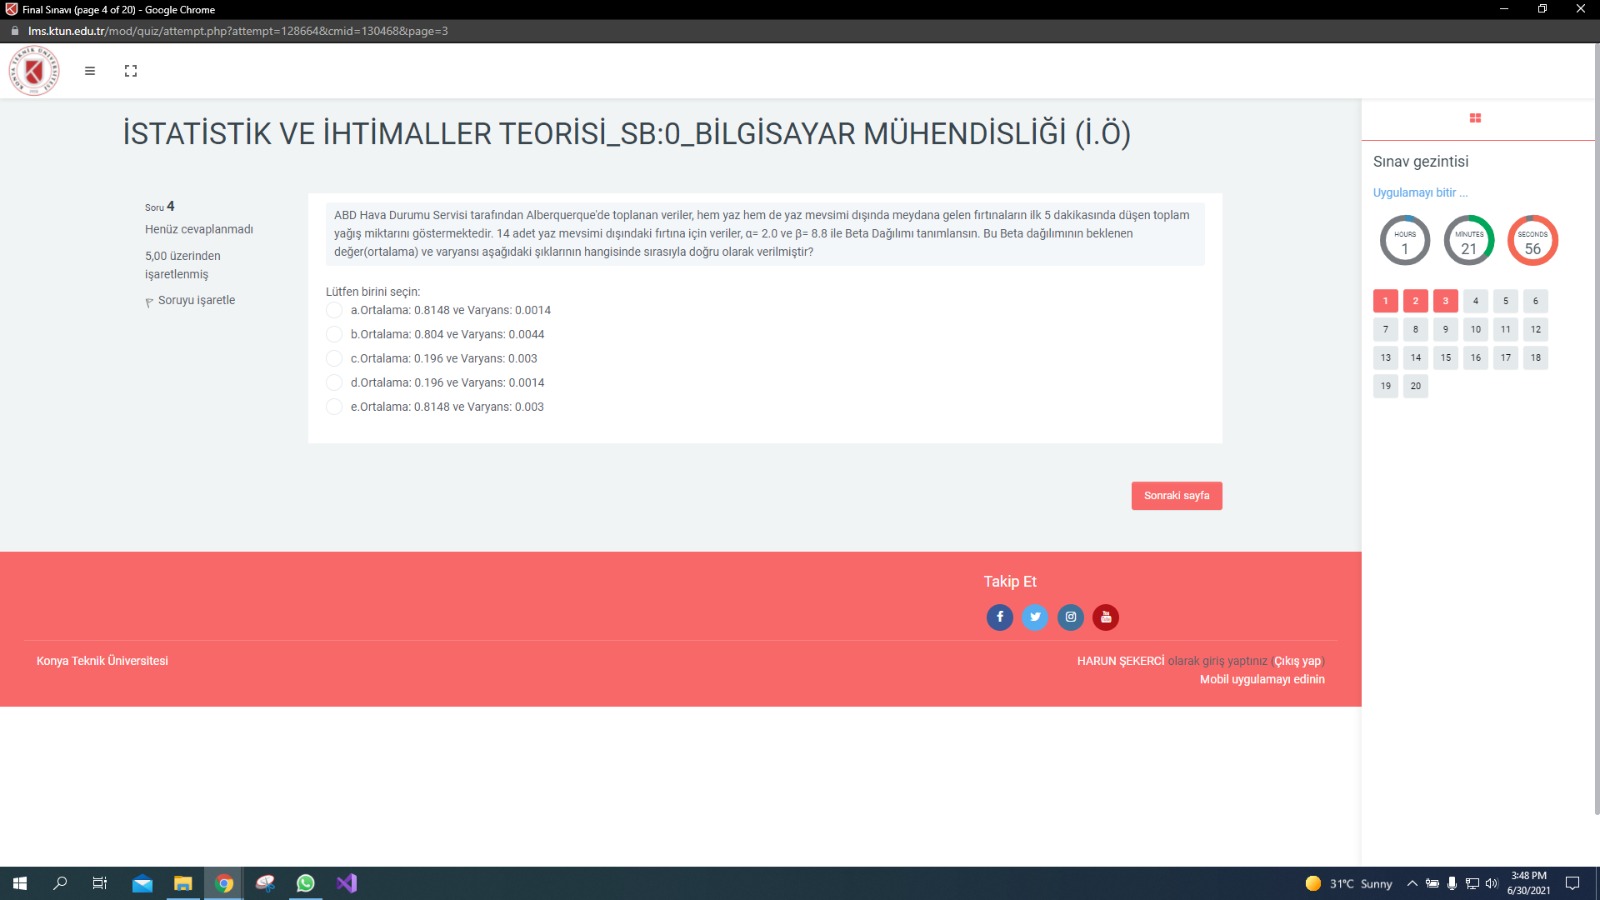 Final Sınavı (page 4 of 20) - Google Chrome
lms.ktun.edu.tr/mod/quiz/attempt.php?attempt=128664&cmid=130468&page=3
İSTATİSTİK VE İHTİMALLER TEORİSİ_SB:0_BİLGİSAYAR MÜHENDİSLİĞİ (İ.Ö)
Soru 4
Henüz cevaplanmadı
5,00 üzerinden
işaretlenmiş
Soruyu işaretle
ABD Hava Durumu Servisi tarafından Alberquerque'de toplanan veriler, hem yaz hem de yaz mevsimi dışında meydana gelen fırtınaların ilk 5 dakikasında düşen toplam
yağış miktarını göstermektedir. 14 adet yaz mevsimi dışındaki fırtına için veriler, α= 2.0 ve β= 8.8 ile Beta Dağılımı tanımlansın. Bu Beta dağılımının beklenen
değer(ortalama) ve varyansı aşağıdaki şıklarının hangisinde sırasıyla doğru olarak verilmiştir?
Lütfen birini seçin:
a.Ortalama: 0.8148 ve Varyans: 0.0014
b.Ortalama: 0.804 ve Varyans: 0.0044
c.Ortalama: 0.196 ve Varyans: 0.003
d.Ortalama: 0.196 ve Varyans: 0.0014
e.Ortalama: 0.8148 ve Varyans: 0.003
Sonraki sayfa
Sınav gezintisi
Uygulamayı bitir ...
HOURS MINUTES SECONDS
1 21 56
1 2 3 4 5 6
7 8 9 10 11 12
13 14 15 16 17 18
19 20
Takip Et
Konya Teknik Üniversitesi
HARUN ŞEKERCİ olarak giriş yaptınız (Çıkış yap)
Mobil uygulamayı edinin
31°C Sunny
3:48 PM
6/30/2021